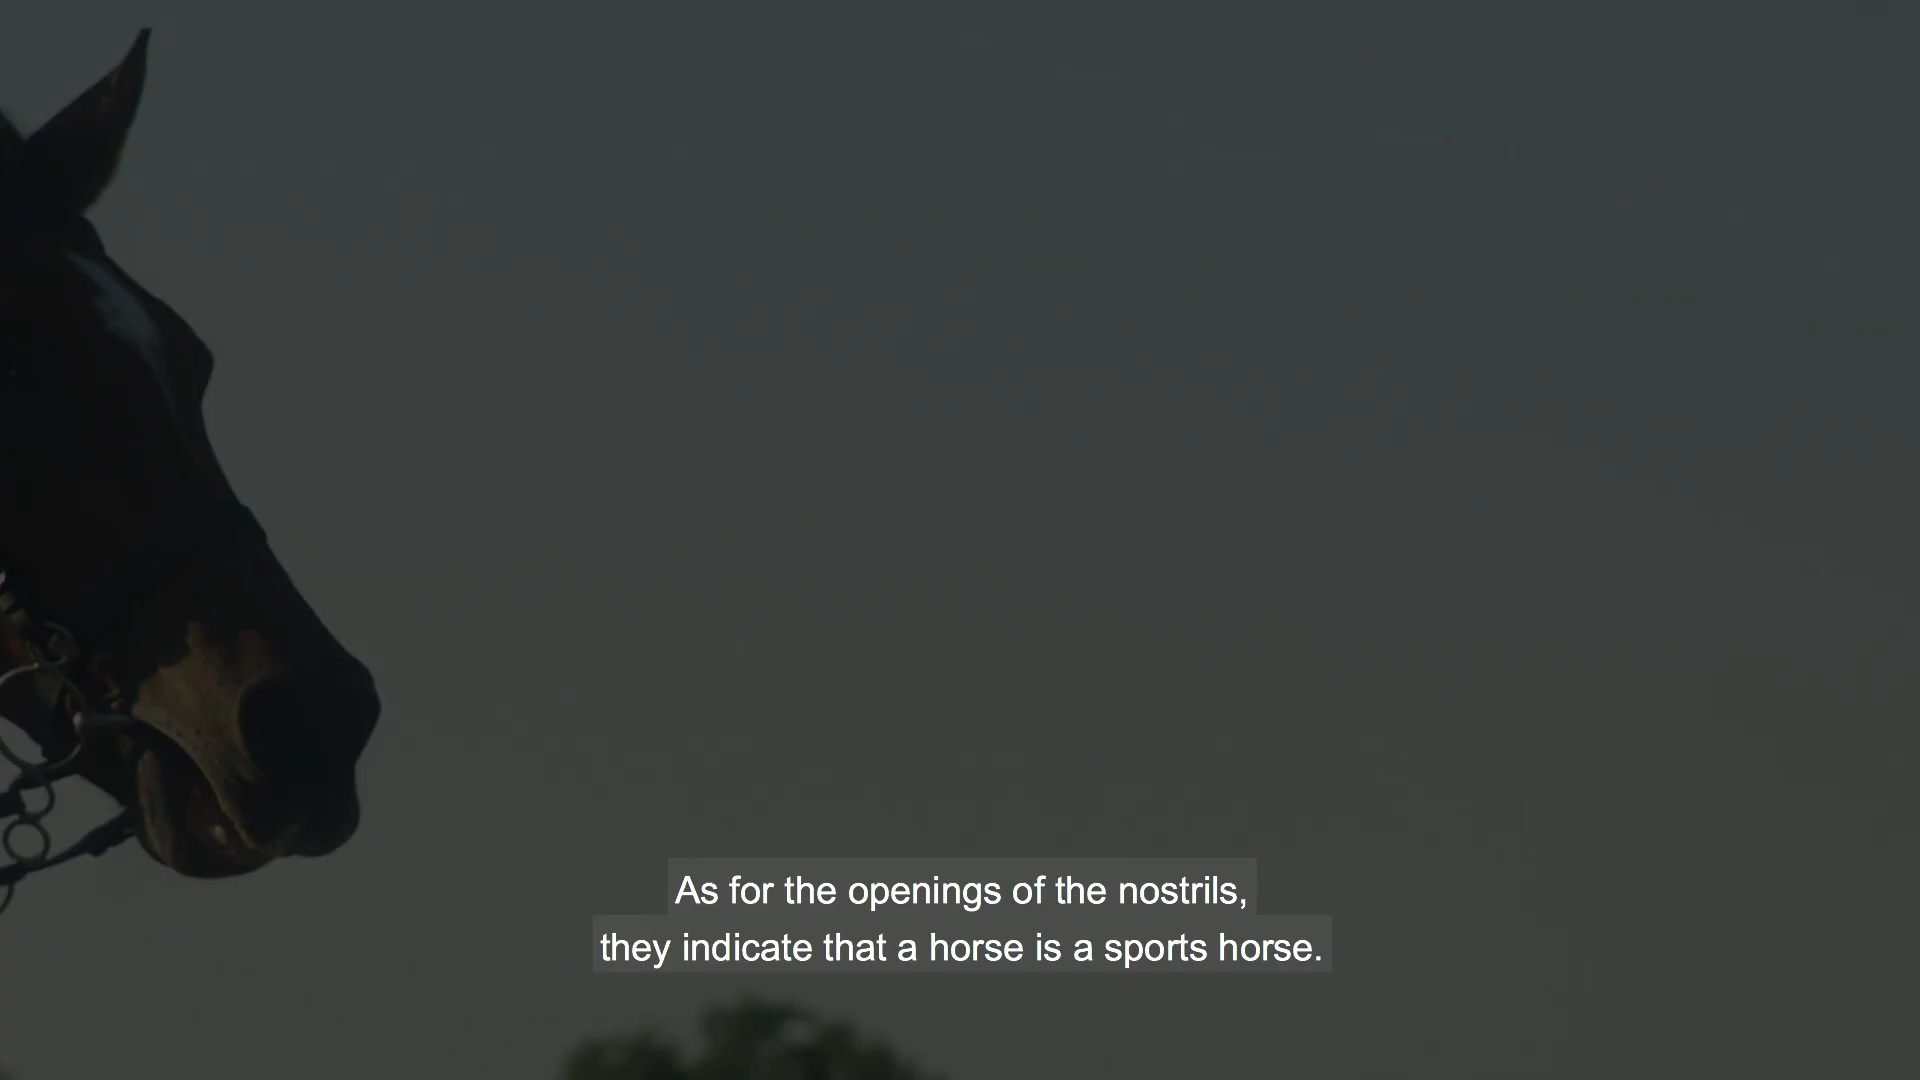 As for the openings of the nostrils,
they indicate that a horse is a sports horse.